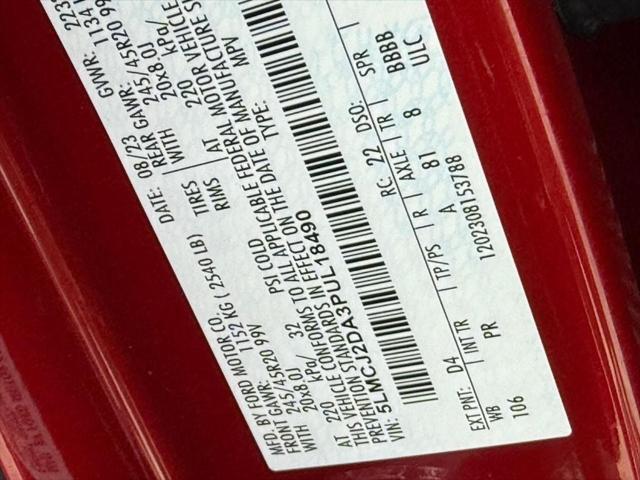 MFD. BY FORD MOTOR CO.
DATE: 08/23 GVWR:
FRONT GAWR: 1152 KG ( 2540 LB) REAR GAWR: 1134
245/45R20 99V TIRES 245/45R20 99
WITH 20x8.0J RIMS WITH 20x8.0J
AT 220 kPa/ 32 PSI COLD AT 220 kPa/
THIS VEHICLE CONFORMS TO ALL APPLICABLE FEDERAL MOTOR VEHICLE
STANDARDS IN EFFECT ON THE DATE OF MANUFACTURE
VIN: 5LMCJ2DA3PUL18490
TYPE: MPV
EXT PNT: D4 RC: 22 DSO:
WB INT TR TP/PS R AXLE TR SPR
106 PR A 81 8 BBBB
1202308153788 ULC